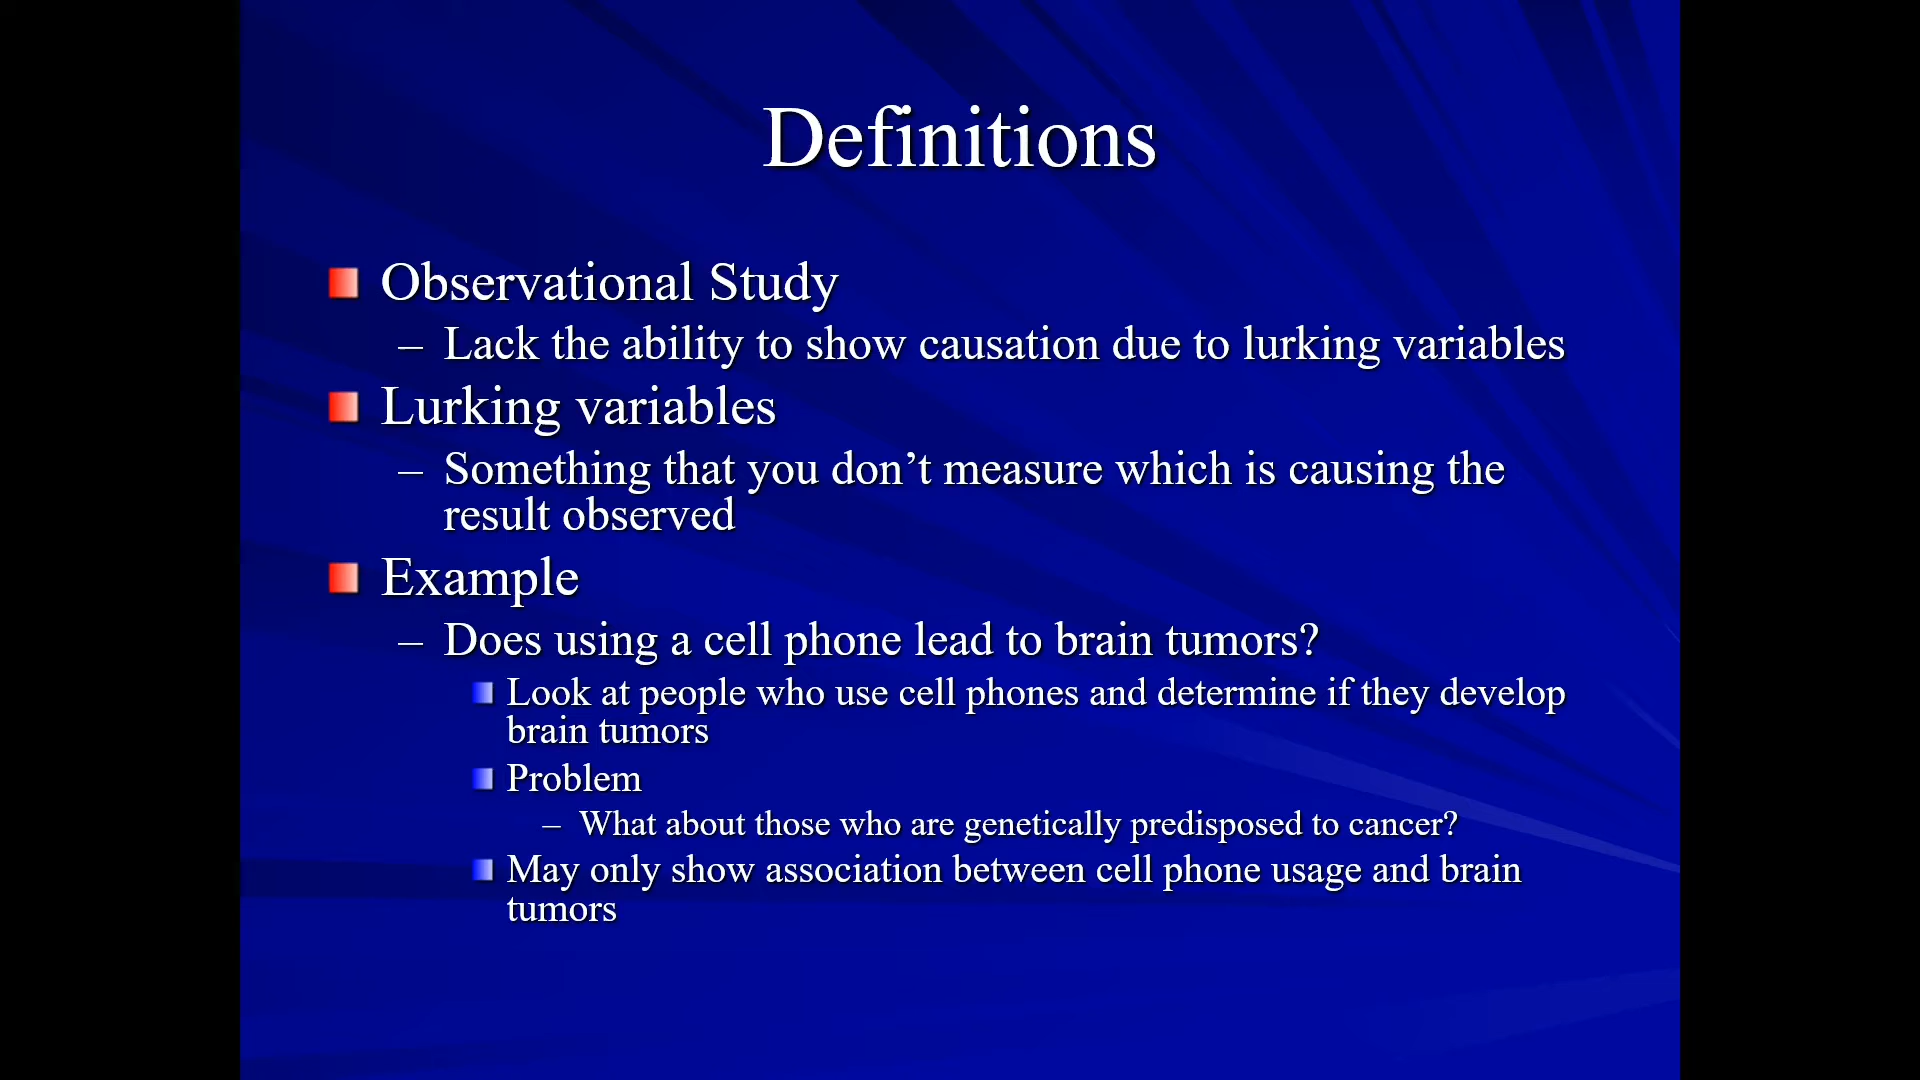 Definitions
Observational Study
– Lack the ability to show causation due to lurking variables
Lurking variables
– Something that you don’t measure which is causing the
result observed
Example
– Does using a cell phone lead to brain tumors?
Look at people who use cell phones and determine if they develop
brain tumors
Problem
– What about those who are genetically predisposed to cancer?
May only show association between cell phone usage and brain
tumors